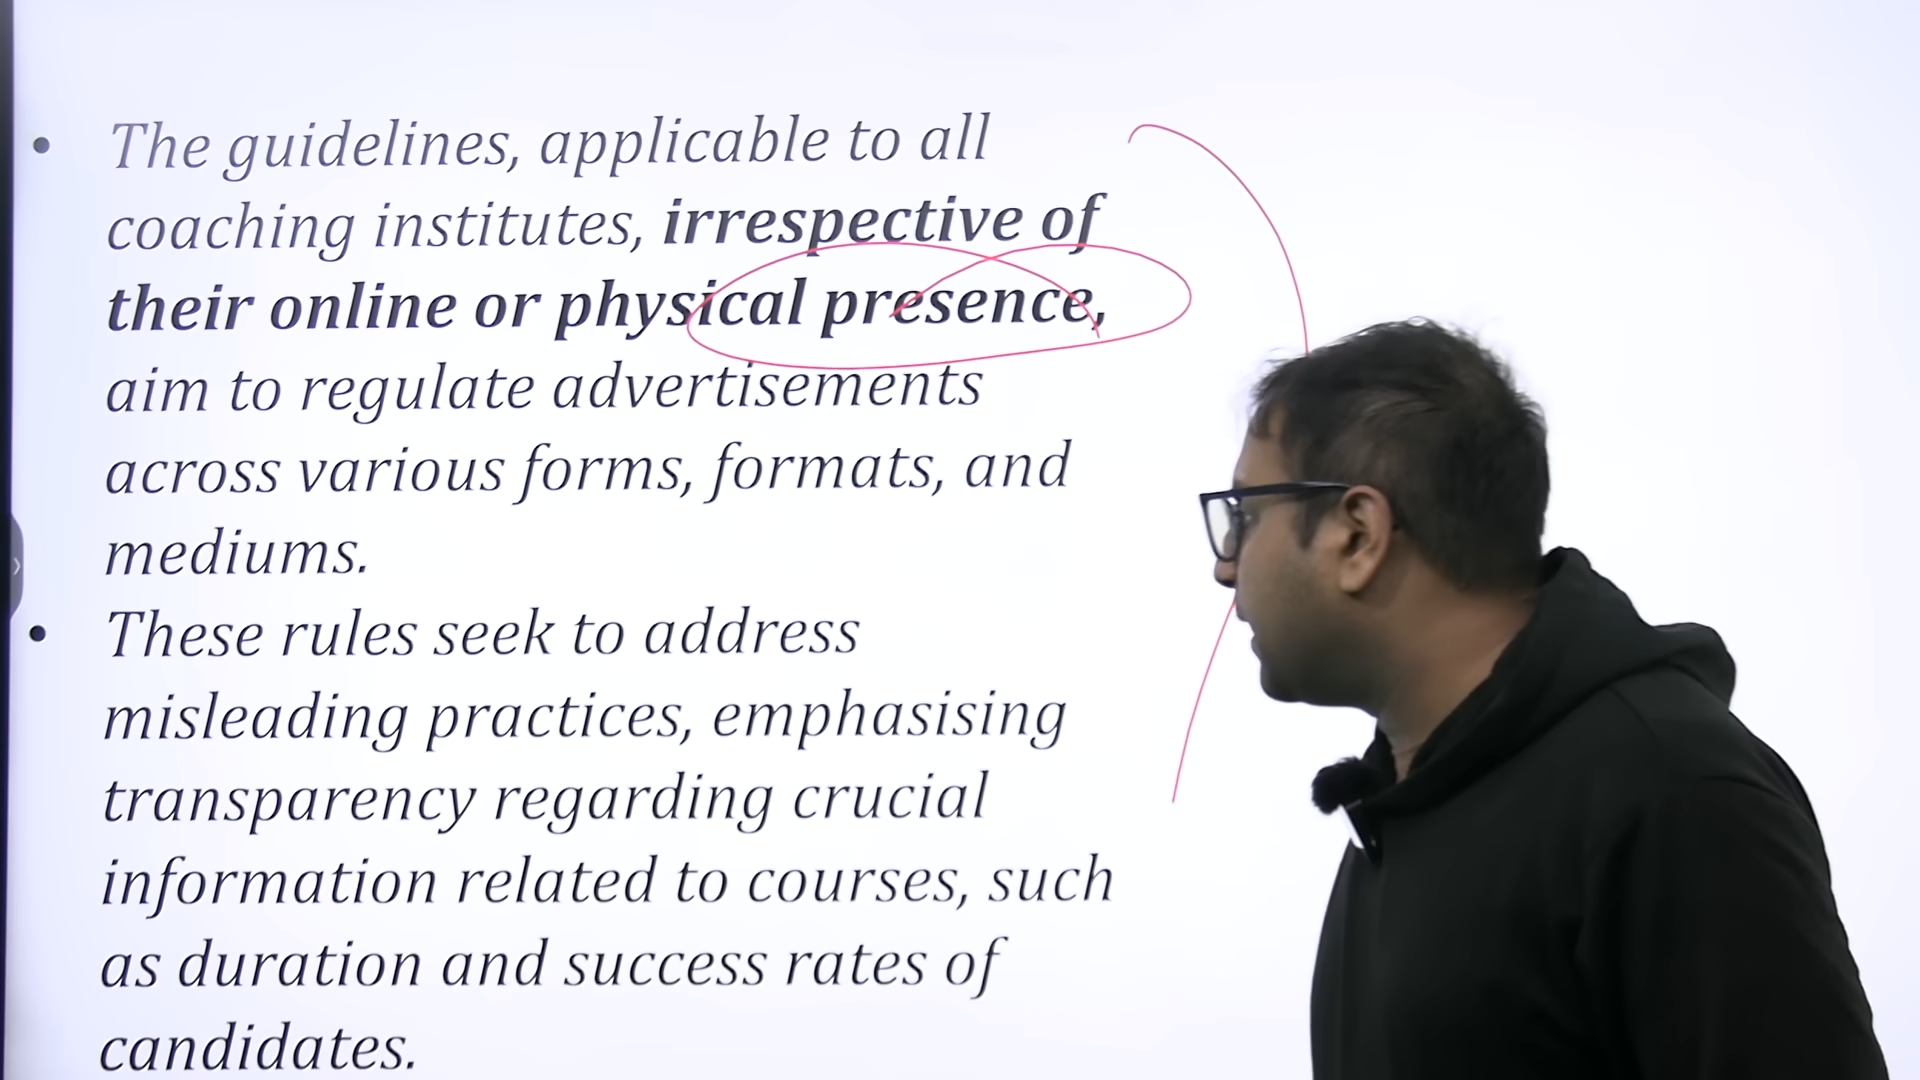 • The guidelines, applicable to all
coaching institutes, irrespective of
their online or physical presence,
aim to regulate advertisements
across various forms, formats, and
mediums.
• These rules seek to address
misleading practices, emphasising
transparency regarding crucial
information related to courses, such
as duration and success rates of
candidates.